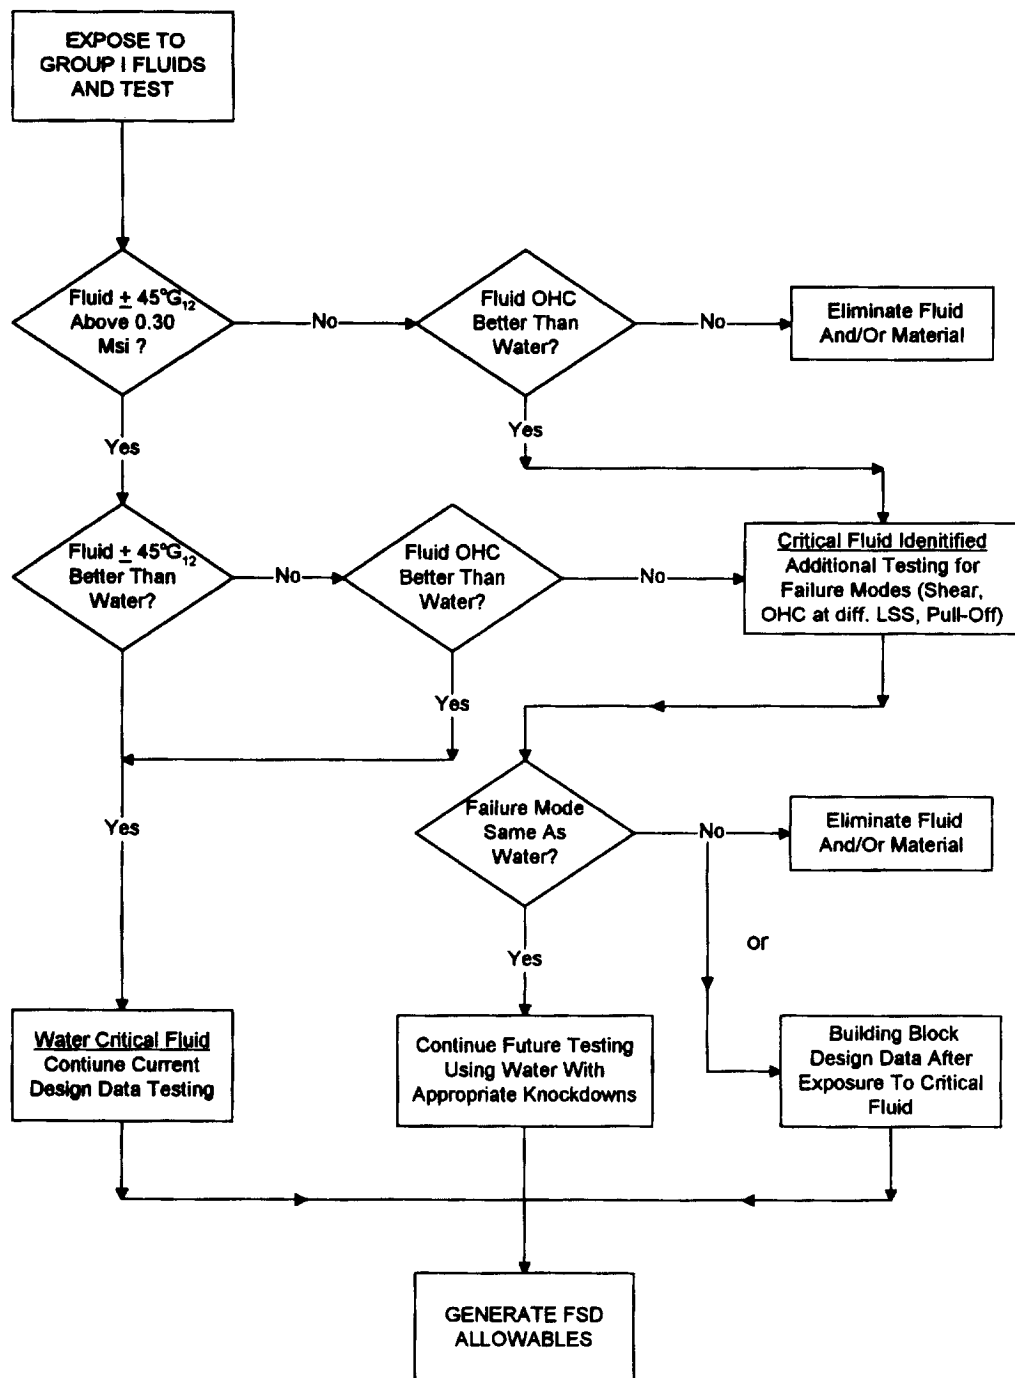 EXPOSE TO
GROUP I FLUIDS
AND TEST
Fluid ± 45°G₁₂
Above 0.30
Msi ?
No
Fluid OHC
Better Than
Water?
No
Eliminate Fluid
And/Or Material
Yes
Yes
Fluid ± 45°G₁₂
Better Than
Water?
No
Fluid OHC
Better Than
Water?
No
Critical Fluid Idenitified
Additional Testing for
Failure Modes (Shear,
OHC at diff. LSS, Pull-Off)
Yes
Yes
Failure Mode
Same As
Water?
No
Eliminate Fluid
And/Or Material
or
Yes
Water Critical Fluid
Contiune Current
Design Data Testing
Continue Future Testing
Using Water With
Appropriate Knockdowns
Building Block
Design Data After
Exposure To Critical
Fluid
GENERATE FSD
ALLOWABLES